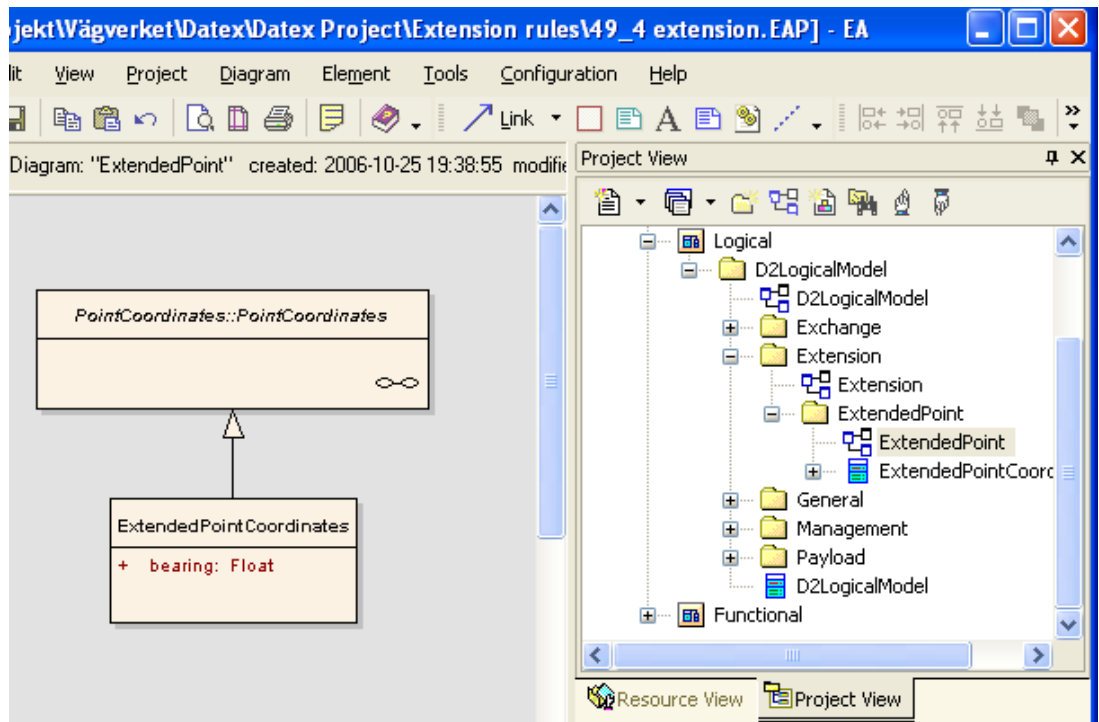 jekt\Vägverket\Datex\Datex Project\Extension rules\49_4 extension.EAP] - EA
lit View Project Diagram Element Tools Configuration Help
Link
A
Diagram: "ExtendedPoint" created: 2006-10-25 19:38:55 modifie
Project View
PointCoordinates::PointCoordinates
ExtendedPointCoordinates
+ bearing: Float
Logical
D2LogicalModel
D2LogicalModel
Exchange
Extension
Extension
ExtendedPoint
ExtendedPoint
ExtendedPointCoord
General
Management
Payload
D2LogicalModel
Functional
Resource View Project View